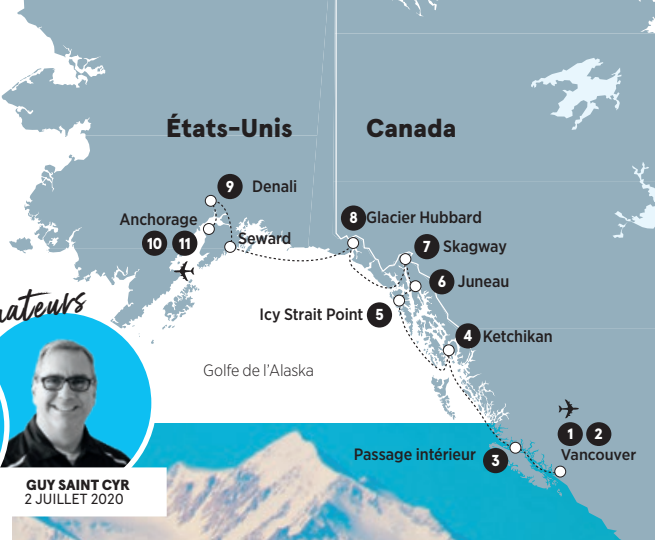 États-Unis
Canada
9 Denali
Anchorage
10 11
Seward
8 Glacier Hubbard
7 Skagway
6 Juneau
Icy Strait Point 5
4 Ketchikan
Golfe de l'Alaska
1 2
Vancouver
Passage intérieur 3
GUY SAINT CYR
2 JUILLET 2020